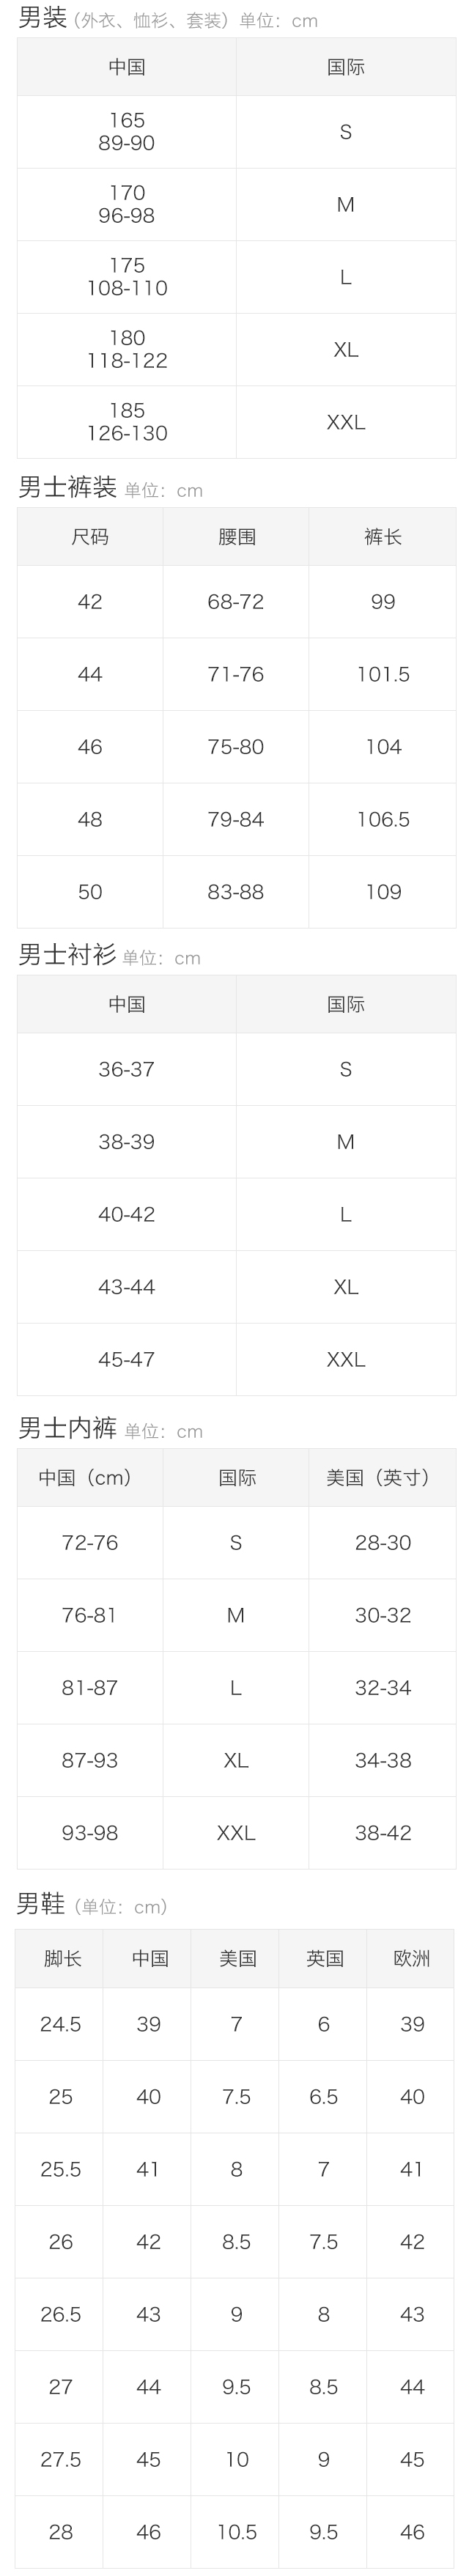 男装（外衣、恤衫、套装）单位：cm
中国 国际
165
89-90 S
170
96-98 M
175
108-110 L
180
118-122 XL
185
126-130 XXL
男士裤装 单位：cm
尺码 腰围 裤长
42 68-72 99
44 71-76 101.5
46 75-80 104
48 79-84 106.5
50 83-88 109
男士衬衫 单位：cm
中国 国际
36-37 S
38-39 M
40-42 L
43-44 XL
45-47 XXL
男士内裤 单位：cm
中国（cm） 国际 美国（英寸）
72-76 S 28-30
76-81 M 30-32
81-87 L 32-34
87-93 XL 34-38
93-98 XXL 38-42
男鞋（单位：cm）
脚长 中国 美国 英国 欧洲
24.5 39 7 6 39
25 40 7.5 6.5 40
25.5 41 8 7 41
26 42 8.5 7.5 42
26.5 43 9 8 43
27 44 9.5 8.5 44
27.5 45 10 9 45
28 46 10.5 9.5 46